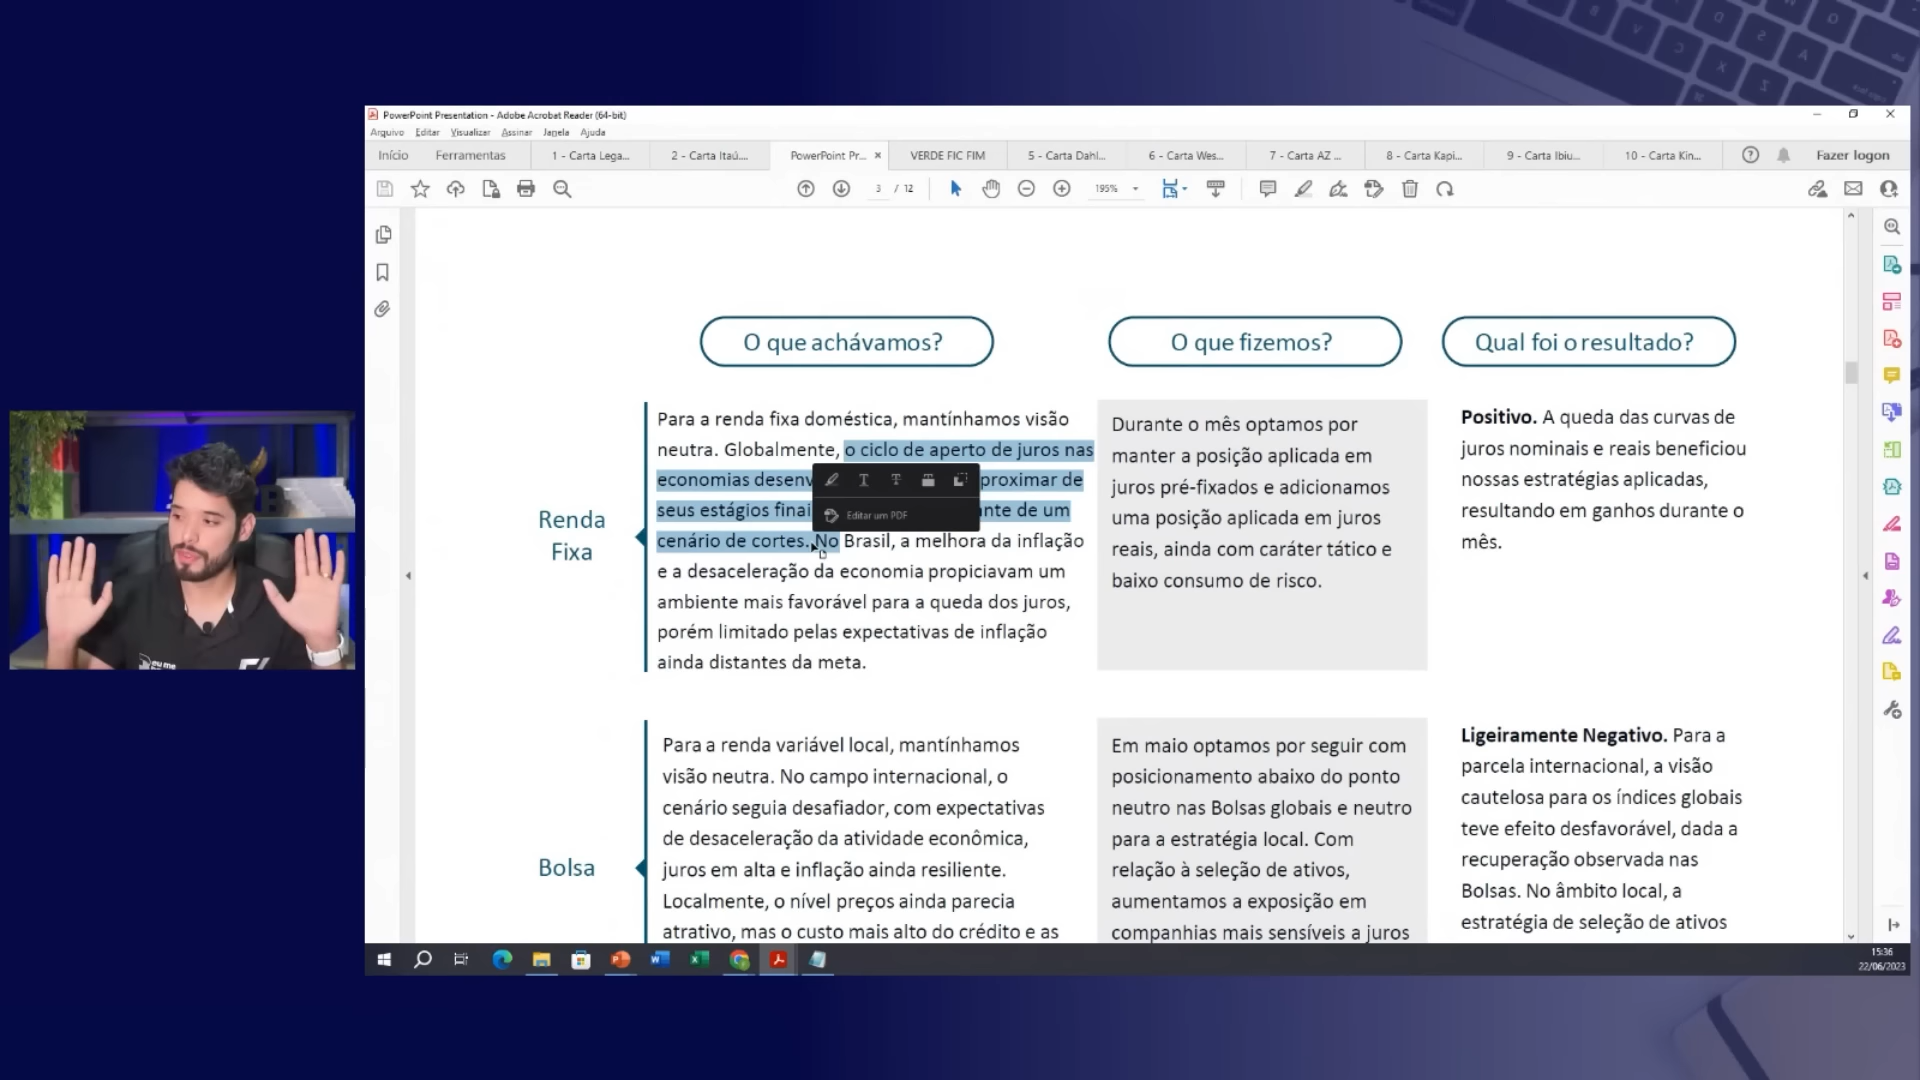 PowerPoint Presentation - Adobe Acrobat Reader (64-bit)
Arquivo Editar Visualizar Assinar Janela Ajuda
Início Ferramentas 1 - Carta Lega... 2 - Carta Itaú.... PowerPoint Pr... VERDE FIC FIM 5 - Carta Dahl... 6 - Carta Wes... 7 - Carta AZ ... 8 - Carta Kapi... 9 - Carta Ibiu... 10 - Carta Kin... Fazer logon
3 / 12 195%
O que achávamos? O que fizemos? Qual foi o resultado?
Renda
Fixa
Para a renda fixa doméstica, mantínhamos visão
neutra. Globalmente, o ciclo de aperto de juros nas
economias desenv proximar de
seus estágios finai ante de um
cenário de cortes. No Brasil, a melhora da inflação
e a desaceleração da economia propiciavam um
ambiente mais favorável para a queda dos juros,
porém limitado pelas expectativas de inflação
ainda distantes da meta.
Editar um PDF
Durante o mês optamos por
manter a posição aplicada em
juros pré-fixados e adicionamos
uma posição aplicada em juros
reais, ainda com caráter tático e
baixo consumo de risco.
Positivo. A queda das curvas de
juros nominais e reais beneficiou
nossas estratégias aplicadas,
resultando em ganhos durante o
mês.
Bolsa
Para a renda variável local, mantínhamos
visão neutra. No campo internacional, o
cenário seguia desafiador, com expectativas
de desaceleração da atividade econômica,
juros em alta e inflação ainda resiliente.
Localmente, o nível preços ainda parecia
atrativo, mas o custo mais alto do crédito e as
Em maio optamos por seguir com
posicionamento abaixo do ponto
neutro nas Bolsas globais e neutro
para a estratégia local. Com
relação à seleção de ativos,
aumentamos a exposição em
companhias mais sensíveis a juros
Ligeiramente Negativo. Para a
parcela internacional, a visão
cautelosa para os índices globais
teve efeito desfavorável, dada a
recuperação observada nas
Bolsas. No âmbito local, a
estratégia de seleção de ativos
15:36
22/06/2023